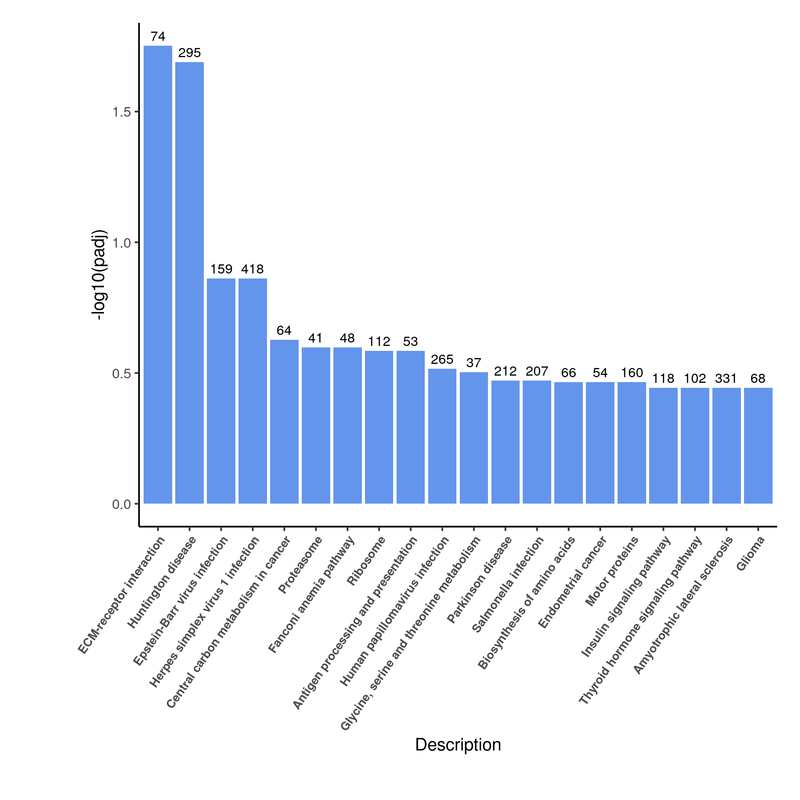 74
295
159
418
64
41
48
112
53
265
37
212
207
66
54
160
118
102
331
68
1.5
1.0
0.5
0.0
-log10(padj)
ECM-receptor interaction
Huntington disease
Epstein-Barr virus infection
Herpes simplex virus 1 infection
Central carbon metabolism in cancer
Proteasome
Fanconi anemia pathway
Ribosome
Antigen processing and presentation
Human papillomavirus infection
Glycine, serine and threonine metabolism
Parkinson disease
Salmonella infection
Biosynthesis of amino acids
Endometrial cancer
Motor proteins
Insulin signaling pathway
Thyroid hormone signaling pathway
Amyotrophic lateral sclerosis
Glioma
Description